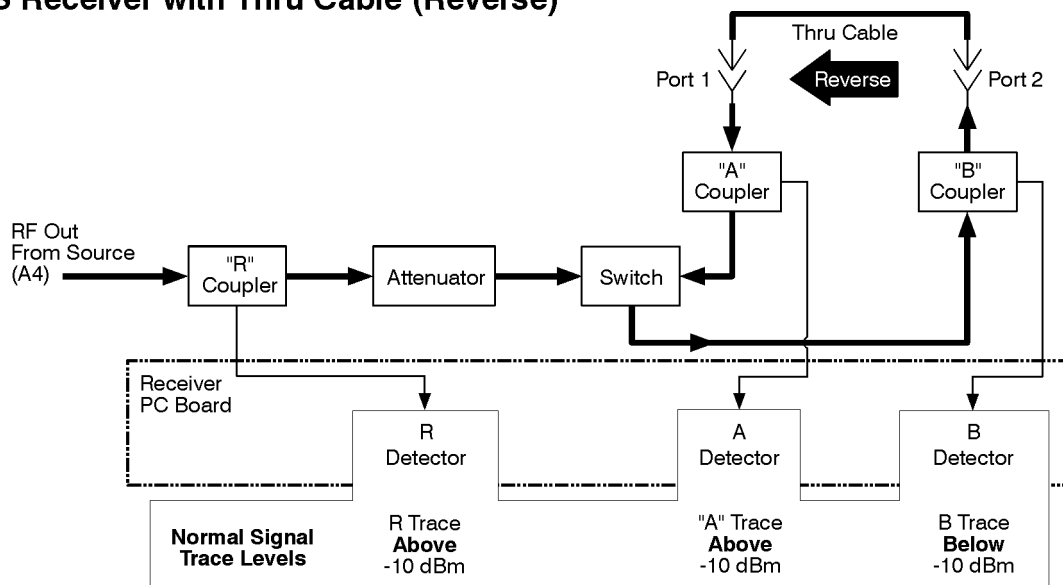 Receiver with Thru Cable (Reverse)
Thru Cable
Port 1
Reverse
Port 2
"A"
Coupler
"B"
Coupler
RF Out
From Source
(A4)
"R"
Coupler
Attenuator
Switch
Receiver
PC Board
R
Detector
A
Detector
B
Detector
Normal Signal
Trace Levels
R Trace
Above
-10 dBm
"A" Trace
Above
-10 dBm
B Trace
Below
-10 dBm